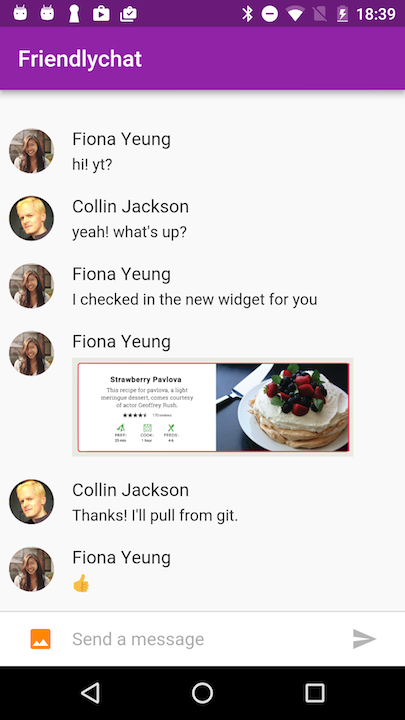 18:39
Friendlychat
Fiona Yeung
hi! yt?
Collin Jackson
yeah! what's up?
Fiona Yeung
I checked in the new widget for you
Fiona Yeung
Strawberry Pavlova
This recipe for pavlova, a light
meringue dessert, comes courtesy
of actor Geoffrey Rush.
170 reviews
PREP: COOK: FEEDS:
25 min 1 hour 4-6
Collin Jackson
Thanks! I'll pull from git.
Fiona Yeung
👍
Send a message